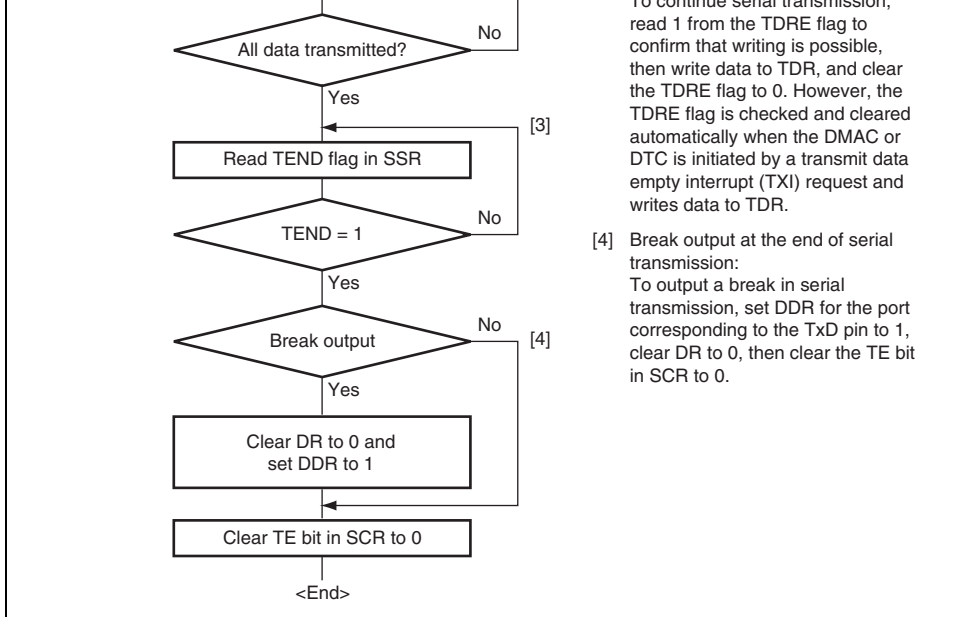 No
All data transmitted?
Yes
[3]
Read TEND flag in SSR
No
TEND = 1
Yes
No
[4]
Break output
Yes
Clear DR to 0 and
set DDR to 1
Clear TE bit in SCR to 0
<End>
To continue serial transmission,
read 1 from the TDRE flag to
confirm that writing is possible,
then write data to TDR, and clear
the TDRE flag to 0. However, the
TDRE flag is checked and cleared
automatically when the DMAC or
DTC is initiated by a transmit data
empty interrupt (TXI) request and
writes data to TDR.
[4] Break output at the end of serial
transmission:
To output a break in serial
transmission, set DDR for the port
corresponding to the TxD pin to 1,
clear DR to 0, then clear the TE bit
in SCR to 0.